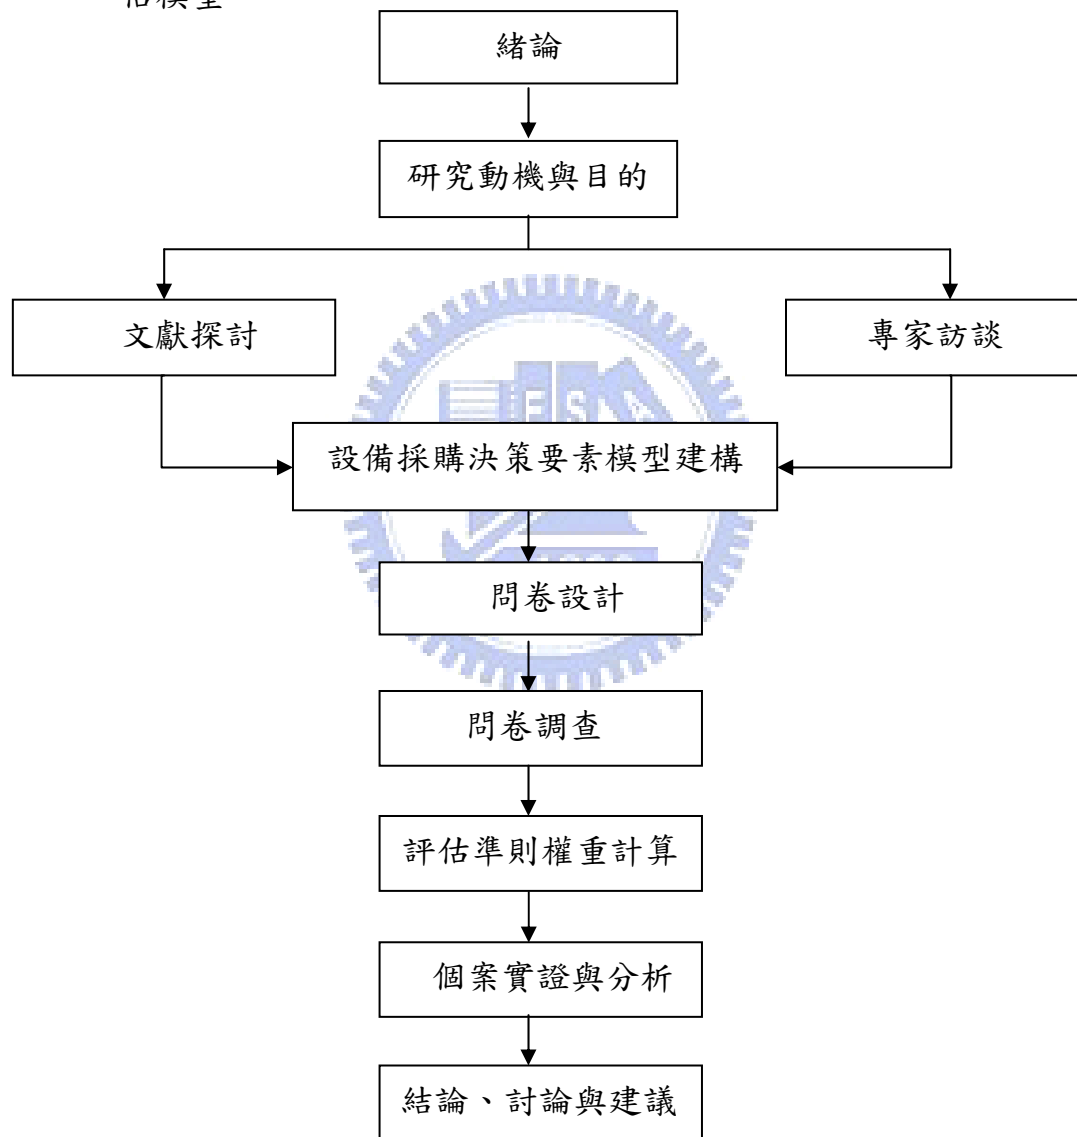 緒論
研究動機與目的
文獻探討
專家訪談
設備採購決策要素模型建構
問卷設計
問卷調查
評估準則權重計算
個案實證與分析
結論、討論與建議